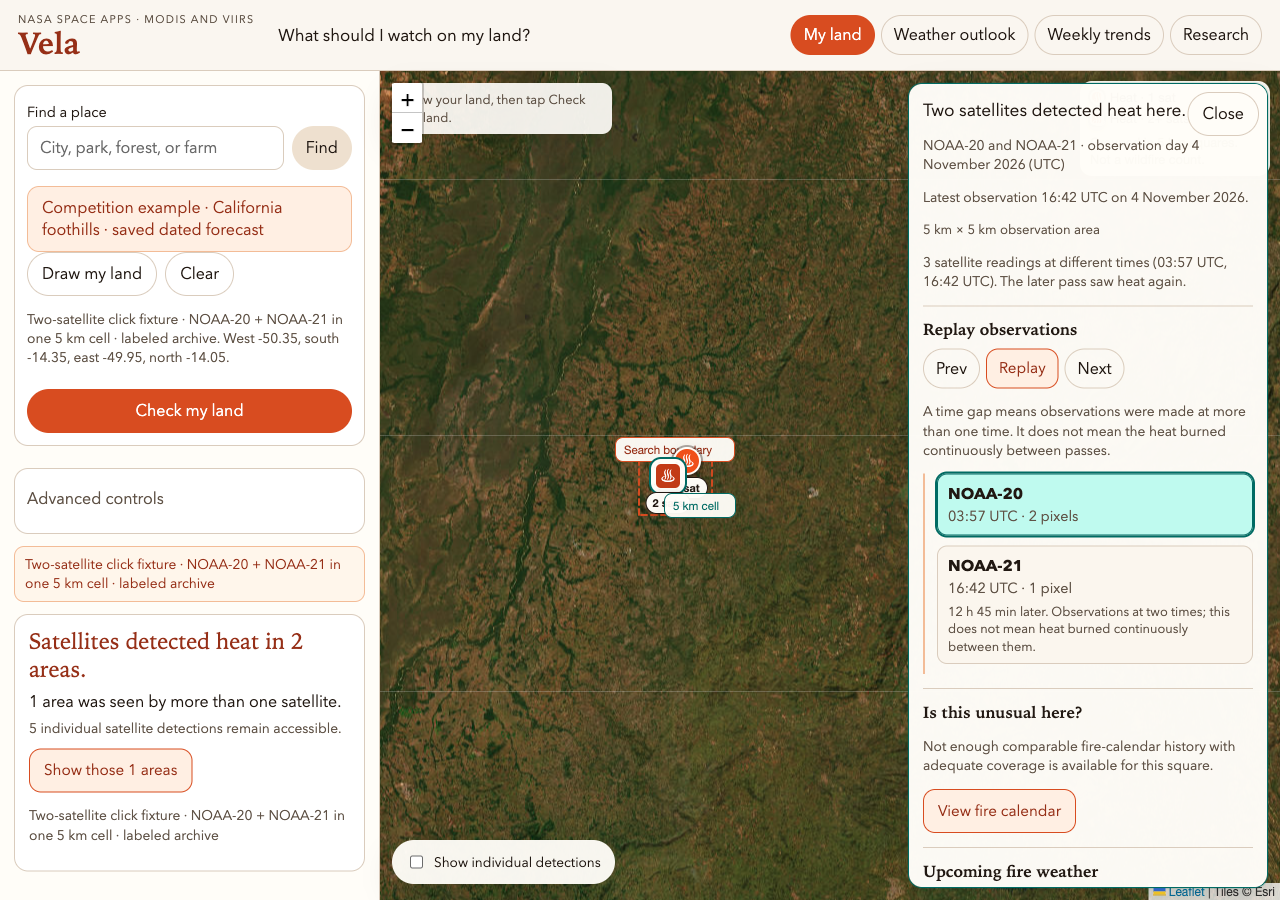 NASA SPACE APPS · MODIS AND VIIRS
Vela
What should I watch on my land?
My land
Weather outlook
Weekly trends
Research
Find a place
City, park, forest, or farm
Find
Competition example · California
foothills · saved dated forecast
Draw my land
Clear
Two-satellite click fixture · NOAA-20 + NOAA-21 in
one 5 km cell · labeled archive. West -50.35, south
-14.35, east -49.95, north -14.05.
Check my land
Advanced controls
Two-satellite click fixture · NOAA-20 + NOAA-21 in
one 5 km cell · labeled archive
Satellites detected heat in 2
areas.
1 area was seen by more than one satellite.
5 individual satellite detections remain accessible.
Show those 1 areas
Two-satellite click fixture · NOAA-20 + NOAA-21 in
one 5 km cell · labeled archive
+
−
w your land, then tap Check
land.
Search boundary
sat
2
5 km cell
Show individual detections
Two satellites detected heat here.
Close
NOAA-20 and NOAA-21 · observation day 4
November 2026 (UTC)
Latest observation 16:42 UTC on 4 November 2026.
5 km × 5 km observation area
3 satellite readings at different times (03:57 UTC,
16:42 UTC). The later pass saw heat again.
Replay observations
Prev
Replay
Next
A time gap means observations were made at more
than one time. It does not mean the heat burned
continuously between passes.
NOAA-20
03:57 UTC · 2 pixels
NOAA-21
16:42 UTC · 1 pixel
12 h 45 min later. Observations at two times; this
does not mean heat burned continuously
between them.
Is this unusual here?
Not enough comparable fire-calendar history with
adequate coverage is available for this square.
View fire calendar
Upcoming fire weather
Leaflet | Tiles © Esri